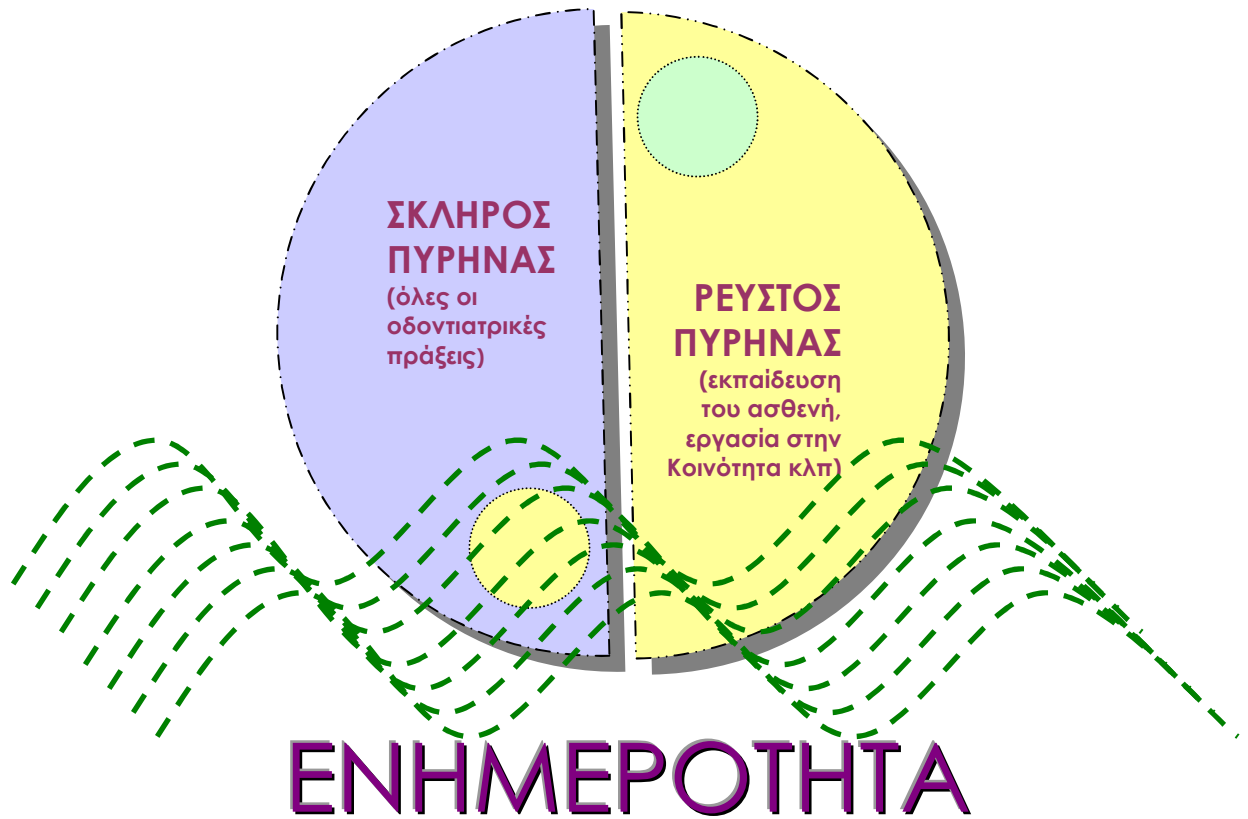 ΣΚΛΗΡΟΣ
ΠΥΡΗΝΑΣ
(όλες οι
οδοντιατρικές
πράξεις)
ΡΕΥΣΤΟΣ
ΠΥΡΗΝΑΣ
(εκπαίδευση
του ασθενή,
εργασία στην
Κοινότητα κλπ)
ΕΝΗΜΕΡΟΤΗΤΑ